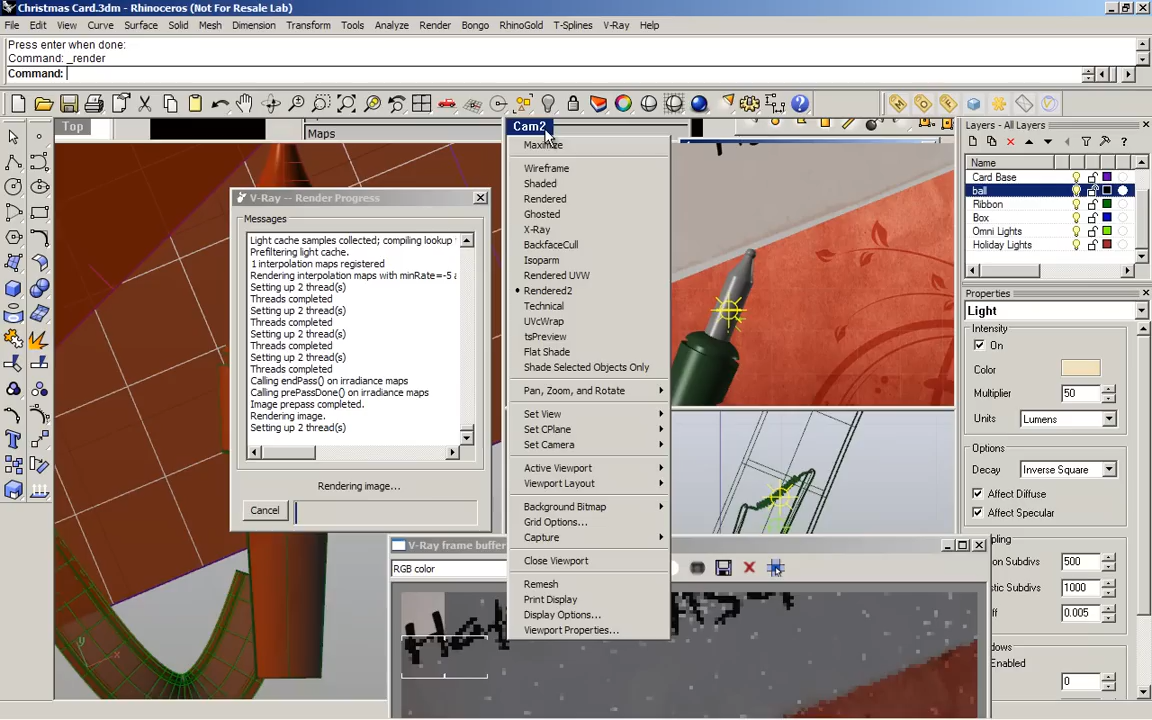 Christmas Card.3dm - Rhinoceros (Not For Resale Lab)
File Edit View Curve Surface Solid Mesh Dimension Transform Tools Analyze Render Bongo RhinoGold T-Splines V-Ray Help
Press enter when done:
Command: _render
Command:
Top
Maps
Cam2
Maximize
Wireframe
Shaded
Rendered
Ghosted
X-Ray
BackfaceCull
Isoparm
Rendered UVW
Rendered2
Technical
UVcWrap
tsPreview
Flat Shade
Shade Selected Objects Only
Pan, Zoom, and Rotate
Set View
Set CPlane
Set Camera
Active Viewport
Viewport Layout
Background Bitmap
Grid Options...
Capture
Close Viewport
Remesh
Print Display
Display Options...
Viewport Properties...
V-Ray -- Render Progress
Messages
Light cache samples collected; compiling lookup
Prefiltering light cache.
1 interpolation maps registered
Rendering interpolation maps with minRate=-5
Setting up 2 thread(s)
Threads completed
Setting up 2 thread(s)
Threads completed
Setting up 2 thread(s)
Threads completed
Setting up 2 thread(s)
Threads completed
Calling endPass() on irradiance maps
Calling prePassDone() on irradiance maps
Image prepass completed.
Rendering image.
Setting up 2 thread(s)
Rendering image...
Cancel
V-Ray frame buffer
RGB color
Layers - All Layers
Name
Card Base
ball
Ribbon
Box
Omni Lights
Holiday Lights
Properties
Light
Intensity
On
Color
Multiplier 50
Units Lumens
Options
Decay Inverse Square
Affect Diffuse
Affect Specular
pling
on Subdivs 500
stic Subdivs 1000
ff 0.005
dows
Enabled
0
y
x